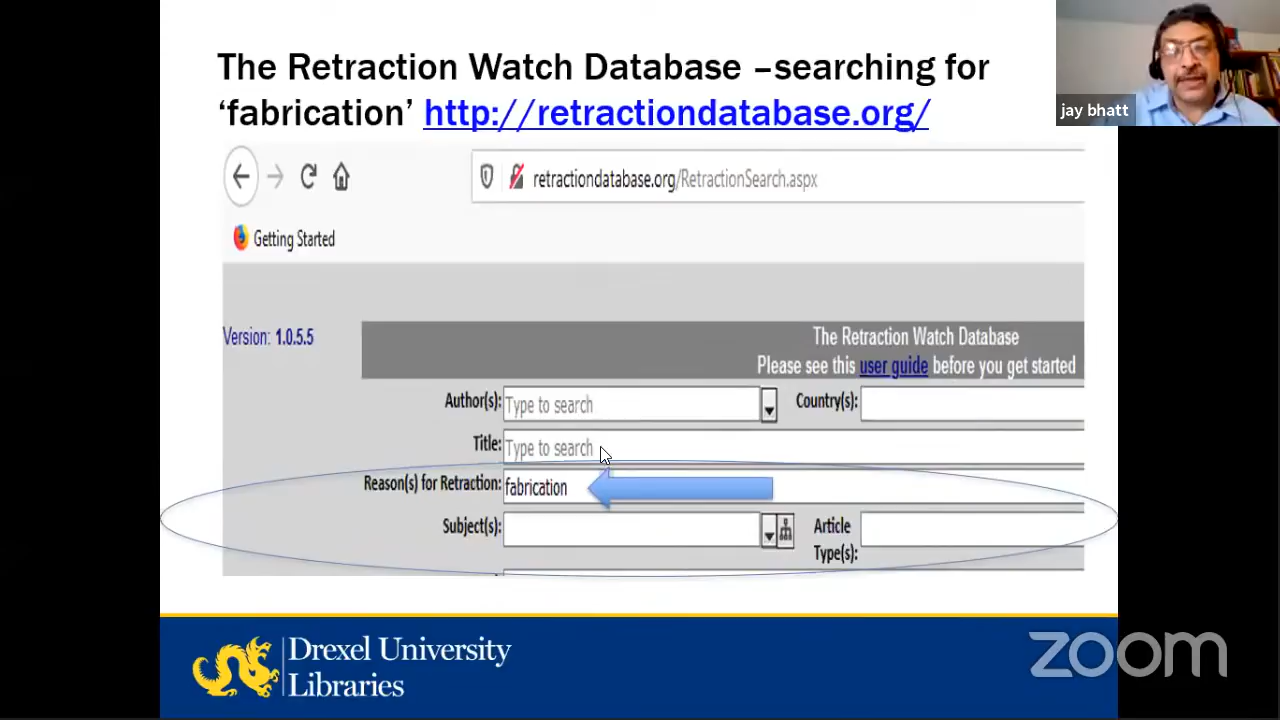 The Retraction Watch Database –searching for
‘fabrication’ http://retractiondatabase.org/
jay bhatt
retractiondatabase.org/RetractionSearch.aspx
Getting Started
Version: 1.0.5.5
The Retraction Watch Database
Please see this user guide before you get started
Author(s): Type to search Country(s):
Title: Type to search
Reason(s) for Retraction: fabrication
Subject(s): Article
Type(s):
Drexel University
Libraries
zoom